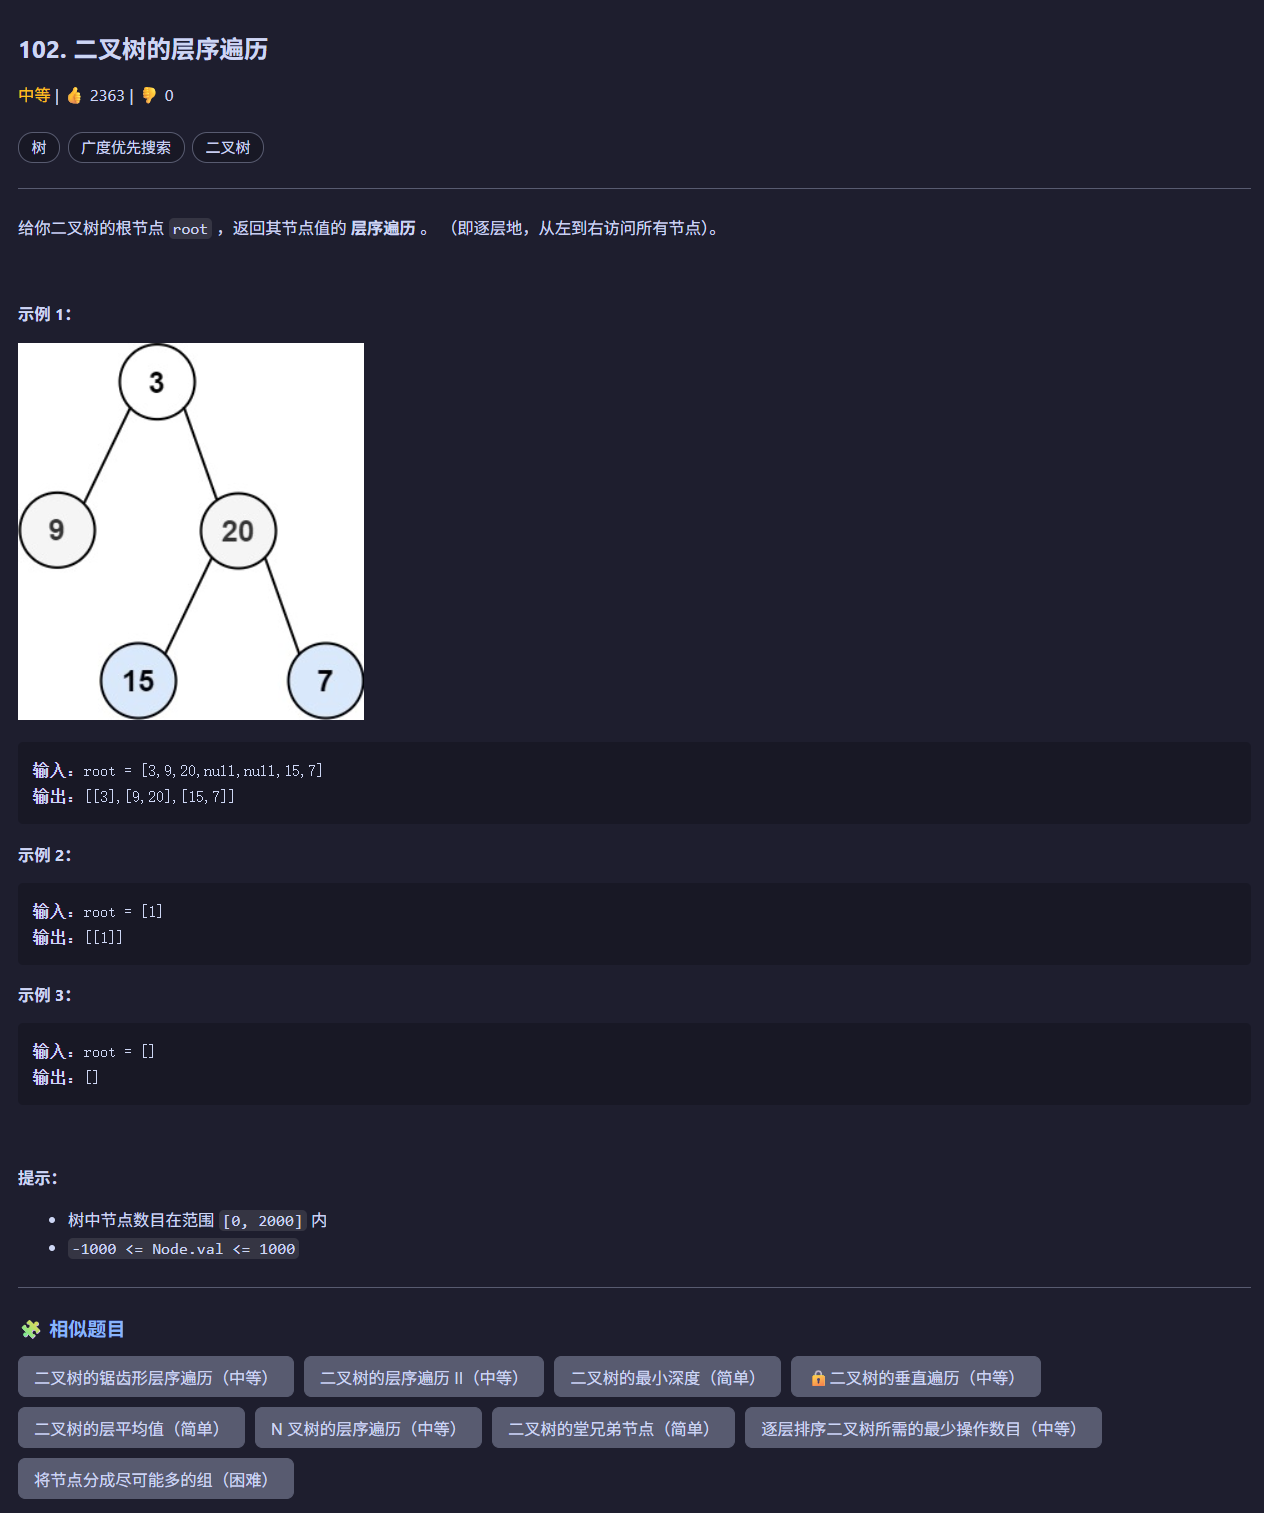 102. 二叉树的层序遍历
中等 | 👍 2363 | 👎 0
树 广度优先搜索 二叉树
给你二叉树的根节点 root ，返回其节点值的 层序遍历 。 （即逐层地，从左到右访问所有节点）。
示例 1：
3
9 20
15 7
输入：root = [3,9,20,null,null,15,7]
输出：[[3],[9,20],[15,7]]
示例 2：
输入：root = [1]
输出：[[1]]
示例 3：
输入：root = []
输出：[]
提示：
树中节点数目在范围 [0, 2000] 内
-1000 <= Node.val <= 1000
🧩 相似题目
二叉树的锯齿形层序遍历（中等） 二叉树的层序遍历 II（中等） 二叉树的最小深度（简单） 🔒二叉树的垂直遍历（中等）
二叉树的层平均值（简单） N 叉树的层序遍历（中等） 二叉树的堂兄弟节点（简单） 逐层排序二叉树所需的最少操作数目（中等）
将节点分成尽可能多的组（困难）